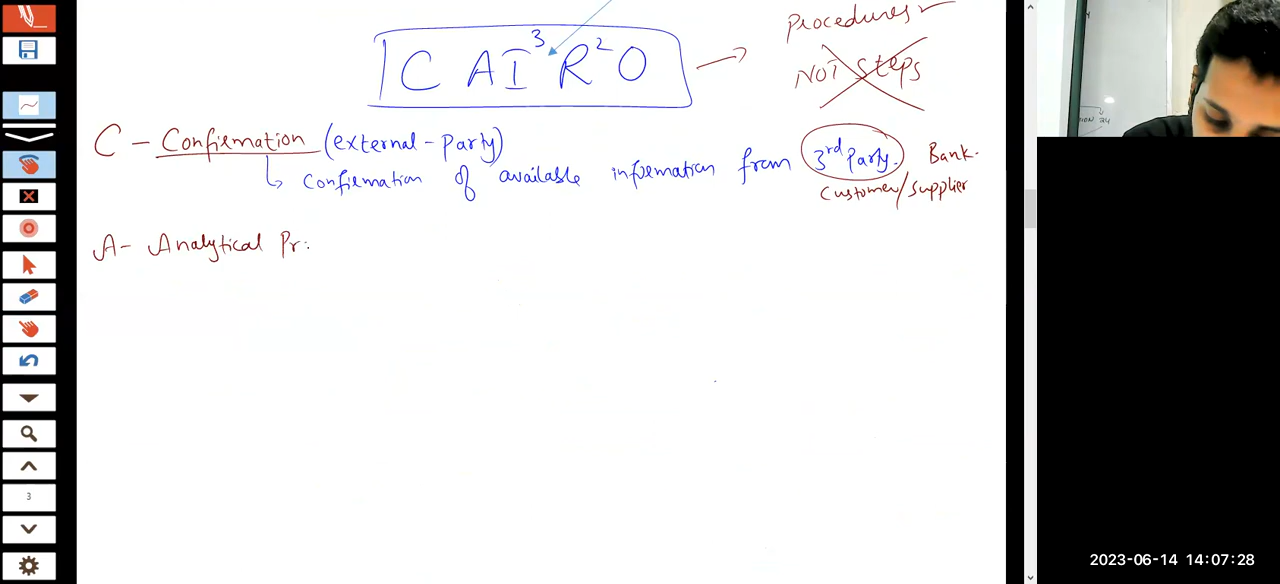 Procedures
C A I³ R² O
NOT Steps
C - Confirmation (external-Party)
Confirmation of available information from 3rd Party. Bank.
Customer/Supplier
A- Analytical Pr:
3
2023-06-14 14:07:28